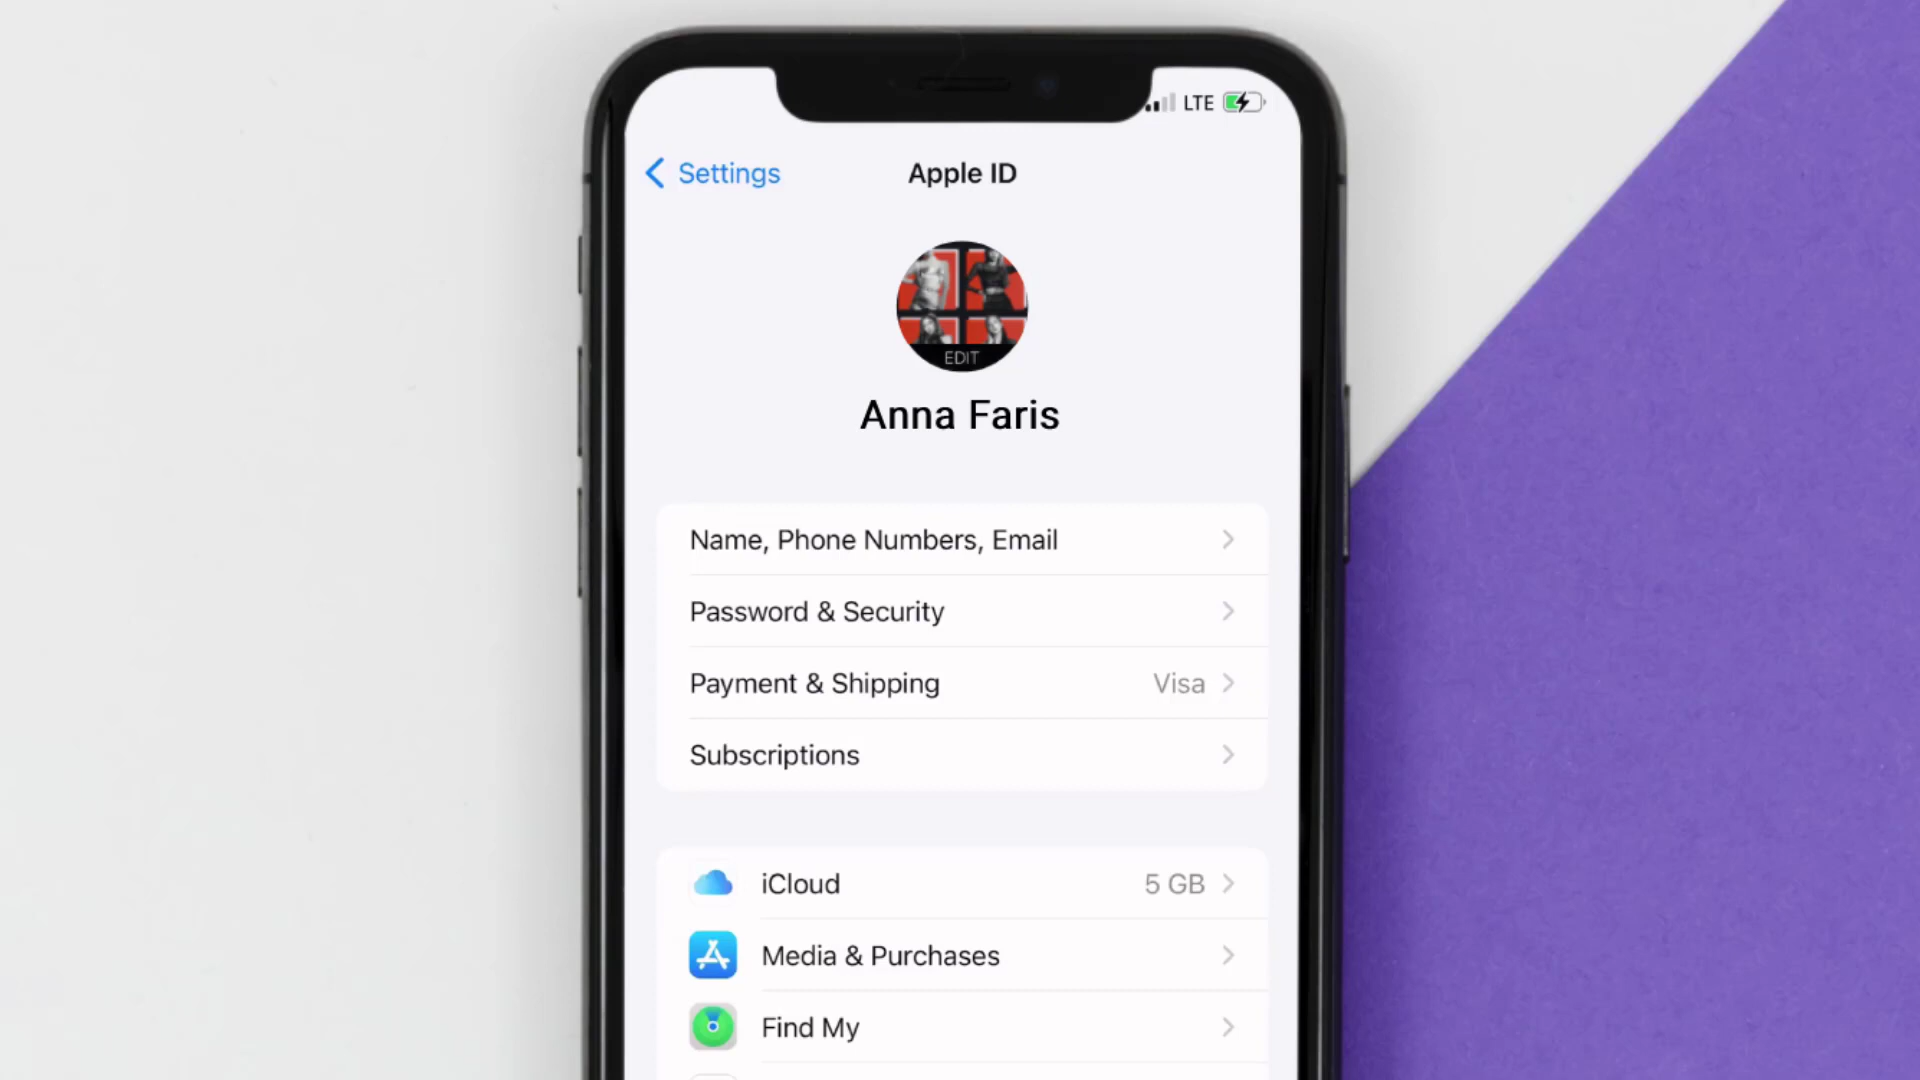 LTE
Settings
Apple ID
EDIT
Anna Faris
Name, Phone Numbers, Email
Password & Security
Payment & Shipping Visa
Subscriptions
iCloud 5 GB
Media & Purchases
Find My